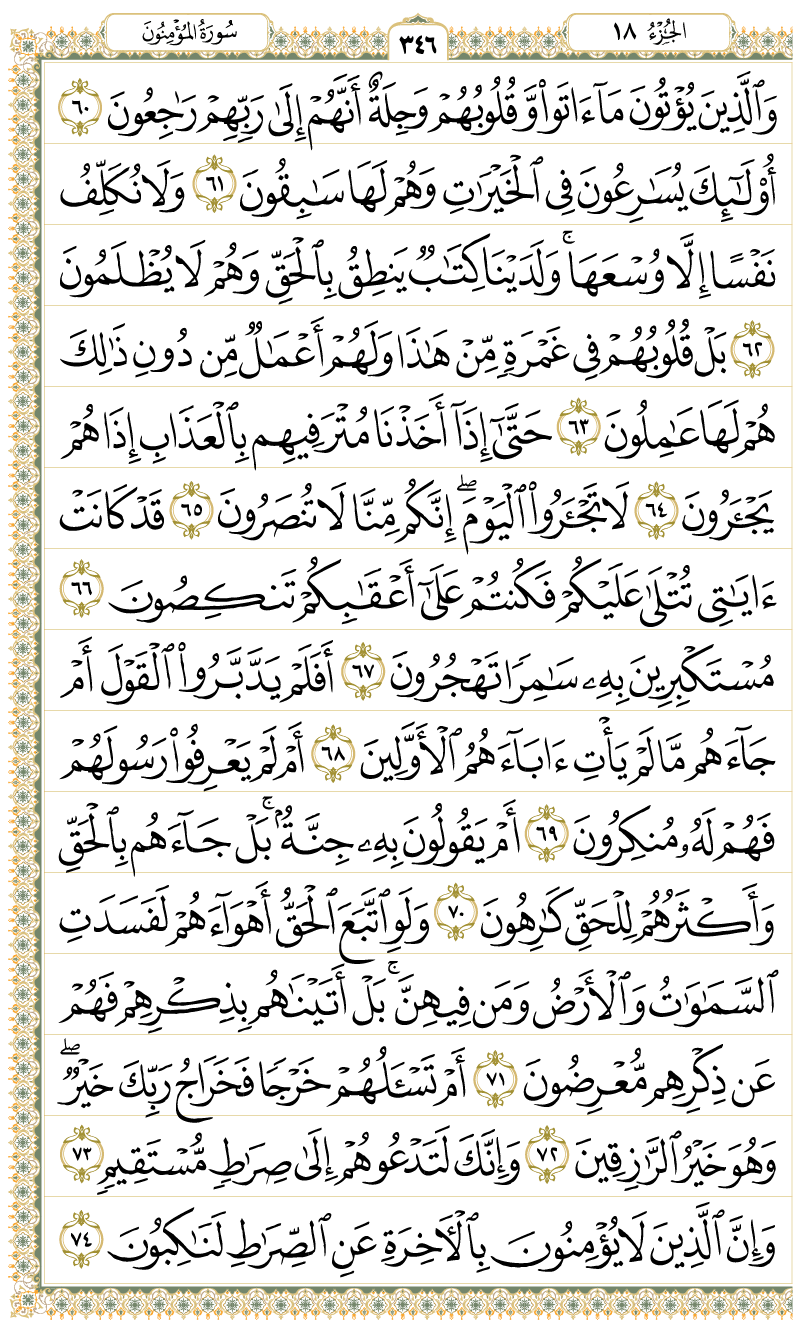 الجُزْءُ ١٨
٣٤٦
سُورَةُ المُؤْمِنُونَ
وَٱلَّذِينَ يُؤْتُونَ مَآ ءَاتَوا۟ وَّقُلُوبُهُمْ وَجِلَةٌ أَنَّهُمْ إِلَىٰ رَبِّهِمْ رَٰجِعُونَ ٦٠
أُو۟لَـٰٓئِكَ يُسَـٰرِعُونَ فِى ٱلْخَيْرَٰتِ وَهُمْ لَهَا سَـٰبِقُونَ ٦١ وَلَا نُكَلِّفُ
نَفْسًا إِلَّا وُسْعَهَا ۚ وَلَدَيْنَا كِتَـٰبٌ يَنطِقُ بِٱلْحَقِّ وَهُمْ لَا يُظْلَمُونَ
٦٢ بَلْ قُلُوبُهُمْ فِى غَمْرَةٍ مِّنْ هَـٰذَا وَلَهُمْ أَعْمَـٰلٌ مِّن دُونِ ذَٰلِكَ
هُمْ لَهَا عَـٰمِلُونَ ٦٣ حَتَّىٰٓ إِذَآ أَخَذْنَا مُتْرَفِيهِم بِٱلْعَذَابِ إِذَا هُمْ
يَجْـَٔرُونَ ٦٤ لَا تَجْـَٔرُوا۟ ٱلْيَوْمَ ۖ إِنَّكُم مِّنَّا لَا تُنصَرُونَ ٦٥ قَدْ كَانَتْ
ءَايَـٰتِى تُتْلَىٰ عَلَيْكُمْ فَكُنتُمْ عَلَىٰٓ أَعْقَـٰبِكُمْ تَنكِصُونَ ٦٦
مُسْتَكْبِرِينَ بِهِۦ سَـٰمِرًا تَهْجُرُونَ ٦٧ أَفَلَمْ يَدَّبَّرُوا۟ ٱلْقَوْلَ أَمْ
جَآءَهُم مَّا لَمْ يَأْتِ ءَابَآءَهُمُ ٱلْأَوَّلِينَ ٦٨ أَمْ لَمْ يَعْرِفُوا۟ رَسُولَهُمْ
فَهُمْ لَهُۥ مُنكِرُونَ ٦٩ أَمْ يَقُولُونَ بِهِۦ جِنَّةٌۢ ۚ بَلْ جَآءَهُم بِٱلْحَقِّ
وَأَكْثَرُهُمْ لِلْحَقِّ كَـٰرِهُونَ ٧٠ وَلَوِ ٱتَّبَعَ ٱلْحَقُّ أَهْوَآءَهُمْ لَفَسَدَتِ
ٱلسَّمَـٰوَٰتُ وَٱلْأَرْضُ وَمَن فِيهِنَّ ۚ بَلْ أَتَيْنَـٰهُم بِذِكْرِهِمْ فَهُمْ
عَن ذِكْرِهِم مُّعْرِضُونَ ٧١ أَمْ تَسْـَٔلُهُمْ خَرْجًا فَخَرَاجُ رَبِّكَ خَيْرٌ ۖ
وَهُوَ خَيْرُ ٱلرَّٰزِقِينَ ٧٢ وَإِنَّكَ لَتَدْعُوهُمْ إِلَىٰ صِرَٰطٍ مُّسْتَقِيمٍ ٧٣
وَإِنَّ ٱلَّذِينَ لَا يُؤْمِنُونَ بِٱلْـَٔاخِرَةِ عَنِ ٱلصِّرَٰطِ لَنَـٰكِبُونَ ٧٤